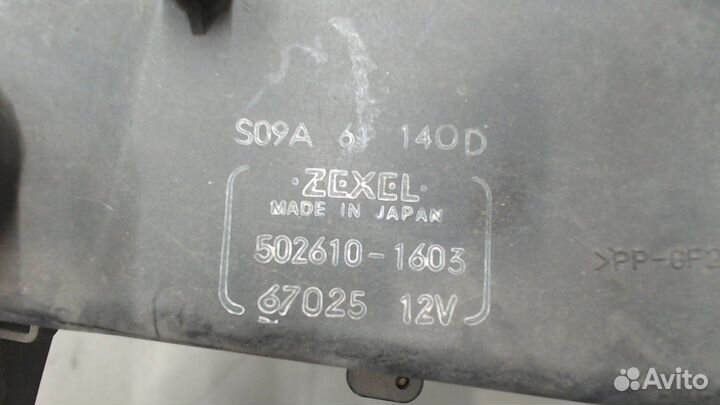 S09A 61 140D
·ZEXEL·
MADE IN JAPAN
502610-1603
67025 12V
>PP-GF2
Avito